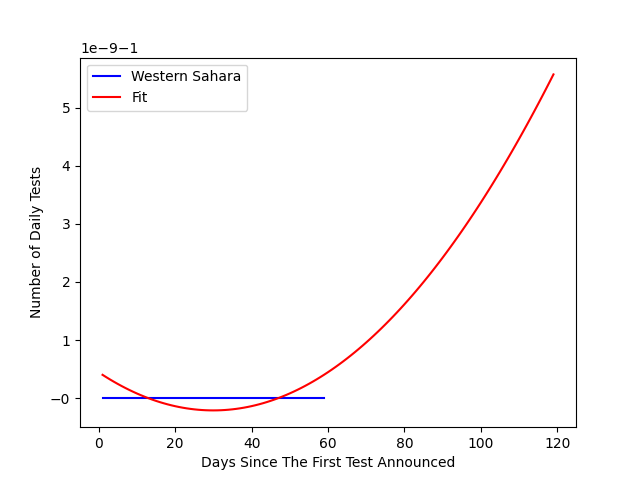 1e−9−1
Western Sahara
Fit
5
4
3
2
1
−0
Number of Daily Tests
0 20 40 60 80 100 120
Days Since The First Test Announced